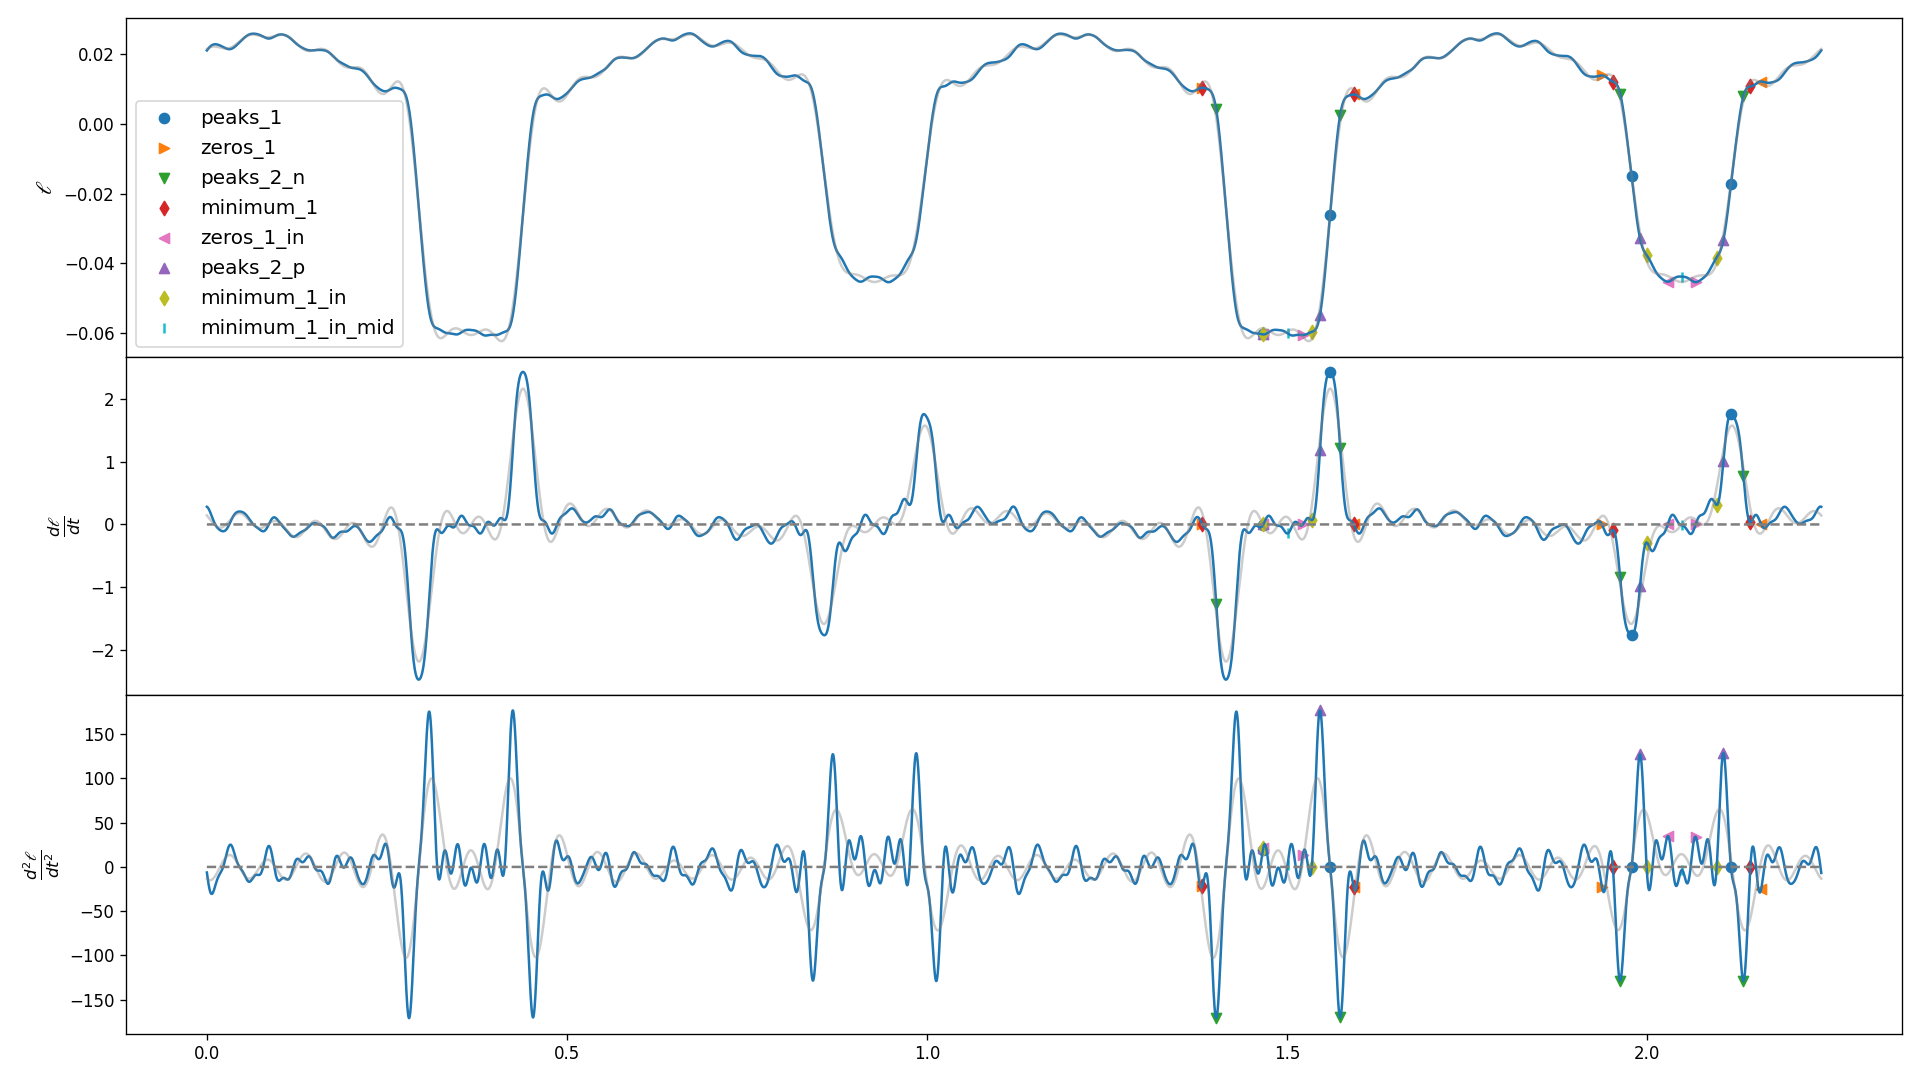 0.02
0.00
−0.02
−0.04
−0.06
ℓ
peaks_1
zeros_1
peaks_2_n
minimum_1
zeros_1_in
peaks_2_p
minimum_1_in
minimum_1_in_mid
2
1
0
−1
−2
dℓ/dt
150
100
50
0
−50
−100
−150
d²ℓ/dt²
0.0 0.5 1.0 1.5 2.0